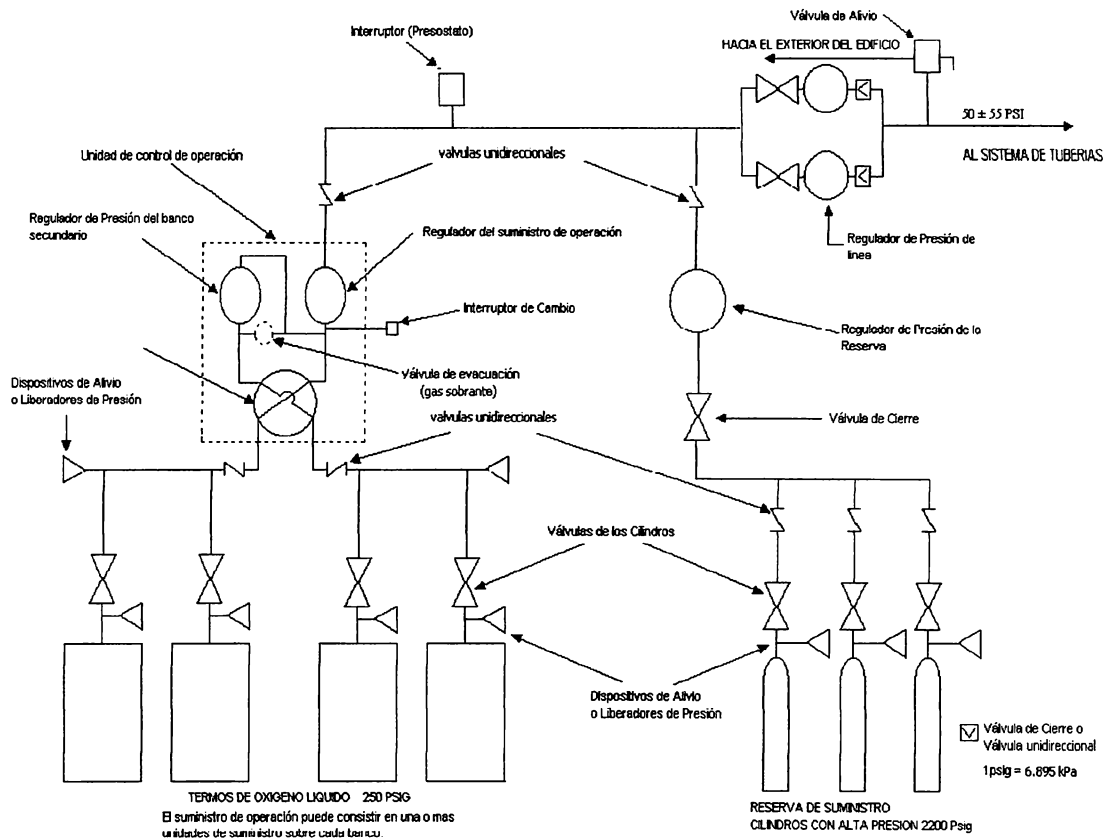 Válvula de Alivio
Interruptor (Presostato)
HACIA EL EXTERIOR DEL EDIFICIO
50 ± 55 PSI
AL SISTEMA DE TUBERIAS
Unidad de control de operación
valvulas unidireccionales
Regulador de Presión del banco
secundario
Regulador del suministro de operación
Regulador de Presión de
linea
Interruptor de Cambio
Regulador de Presión de la
Reserva
Válvula de evacuación
(gas sobrante)
Dispositivos de Alivio
o Liberadores de Presión
valvulas unidireccionales
Válvula de Cierre
Válvulas de los Cilindros
Dispositivos de Alivio
o Liberadores de Presión
Válvula de Cierre o
Válvula unidireccional
1psig = 6.895 kPa
TERMOS DE OXIGENO LIQUIDO 250 PSIG
El suministro de operación puede consistir en una o mas
unidades de suministro sobre cada banco.
RESERVA DE SUMINISTRO
CILINDROS CON ALTA PRESION 2200 Psig